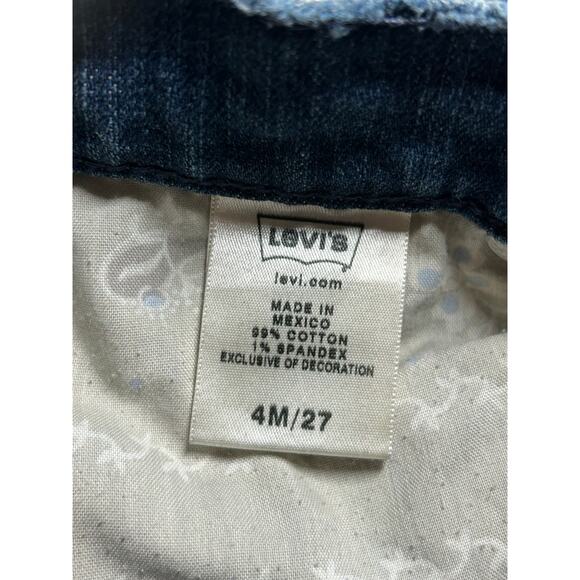 LeVI'S
levi.com
MADE IN
MEXICO
99% COTTON
1% SPANDEX
EXCLUSIVE OF DECORATION
4M/27